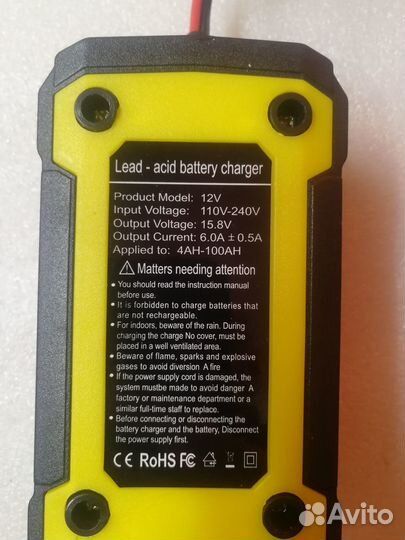 Lead - acid battery charger
Product Model: 12V
Input Voltage: 110V-240V
Output Voltage: 15.8V
Output Current: 6.0A ± 0.5A
Applied to: 4AH-100AH
Matters needing attention
● You should read the instruction manual
before use.
● It is forbidden to charge batteries that
are not rechargeable.
● For indoors, beware of the rain. During
charging the charge No cover, must be
placed in a well ventilated area.
● Beware of flame, sparks and explosive
gases to avoid diversion A fire
● If the power supply cord is damaged, the
system mustbe made to avoid danger A
factory or maintenance department or a
similar full-time staff to replace.
● Before connecting or disconnecting the
battery charger and the battery, Disconnect
the power supply first.
CE RoHS FC
Avito